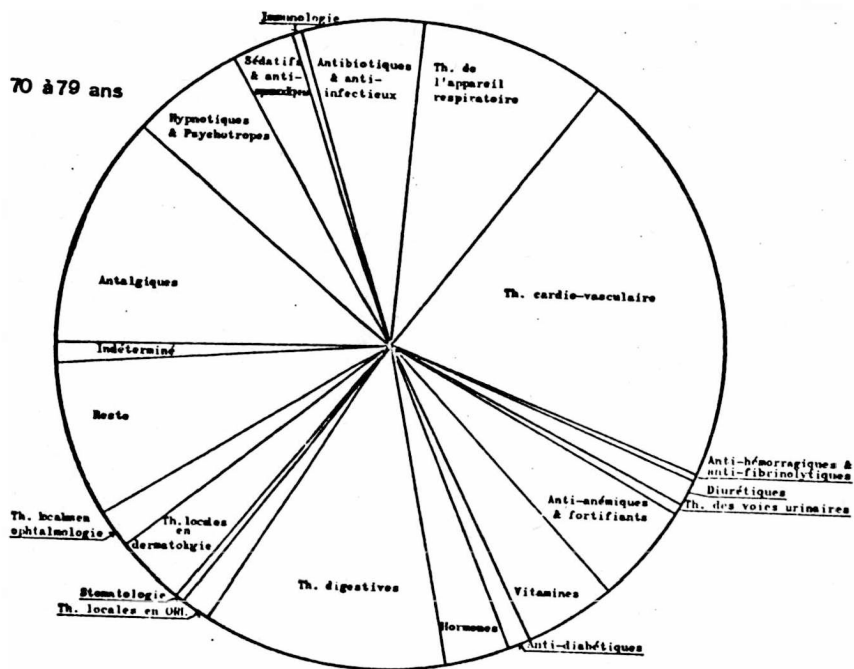 70 à 79 ans
Immunologie
Sédatifs
& anti-
Antibiotiques
& anti-
infectieux
Th. de
l'appareil
respiratoire
Hypnotiques
& Psychotropes
Antalgiques
Th. cardio-vasculaire
Indéterminé
Reste
Anti-hémorragiques &
anti-fibrinolytiques
Diurétiques
Th. des voies urinaires
Anti-anémiques
& fortifiants
Th. locales en
ophtalmologie
Th. locales
en
dermatologie
Stomatologie
Th. locales en ORL.
Th. digestives
Vitamines
Hormones
Anti-diabétiques